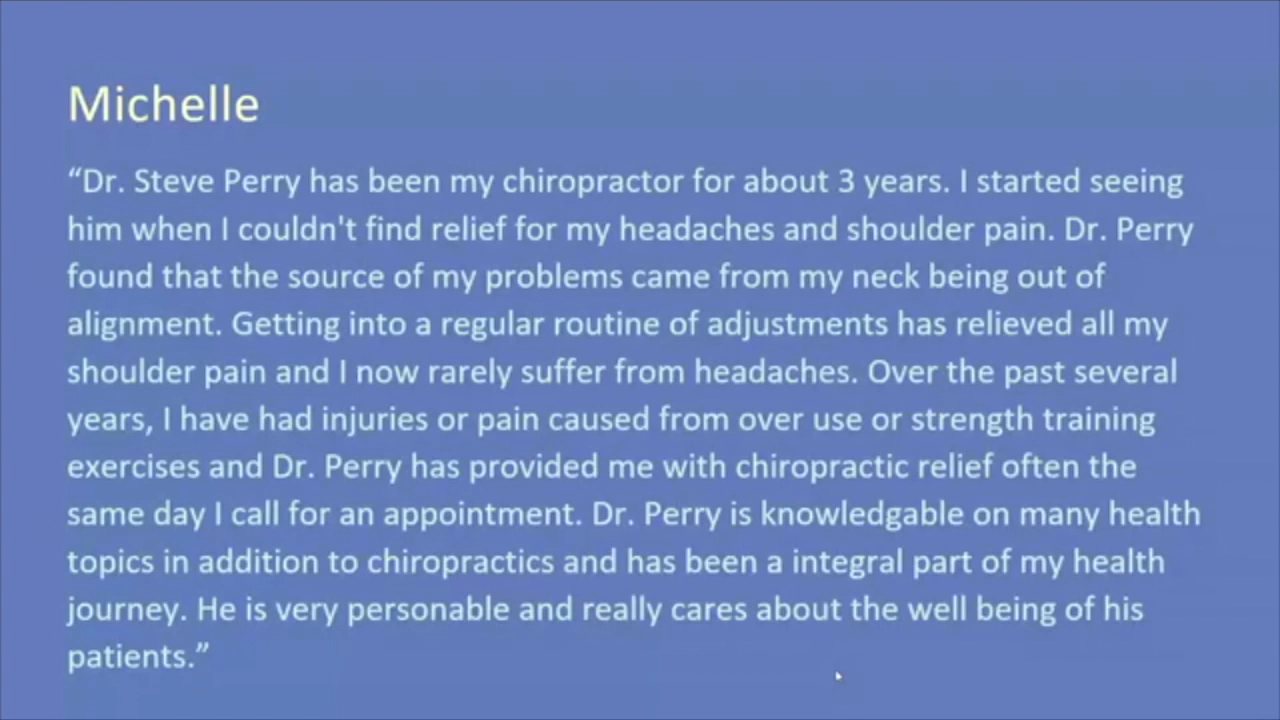 Michelle
“Dr. Steve Perry has been my chiropractor for about 3 years. I started seeing
him when I couldn't find relief for my headaches and shoulder pain. Dr. Perry
found that the source of my problems came from my neck being out of
alignment. Getting into a regular routine of adjustments has relieved all my
shoulder pain and I now rarely suffer from headaches. Over the past several
years, I have had injuries or pain caused from over use or strength training
exercises and Dr. Perry has provided me with chiropractic relief often the
same day I call for an appointment. Dr. Perry is knowledgable on many health
topics in addition to chiropractics and has been a integral part of my health
journey. He is very personable and really cares about the well being of his
patients.”